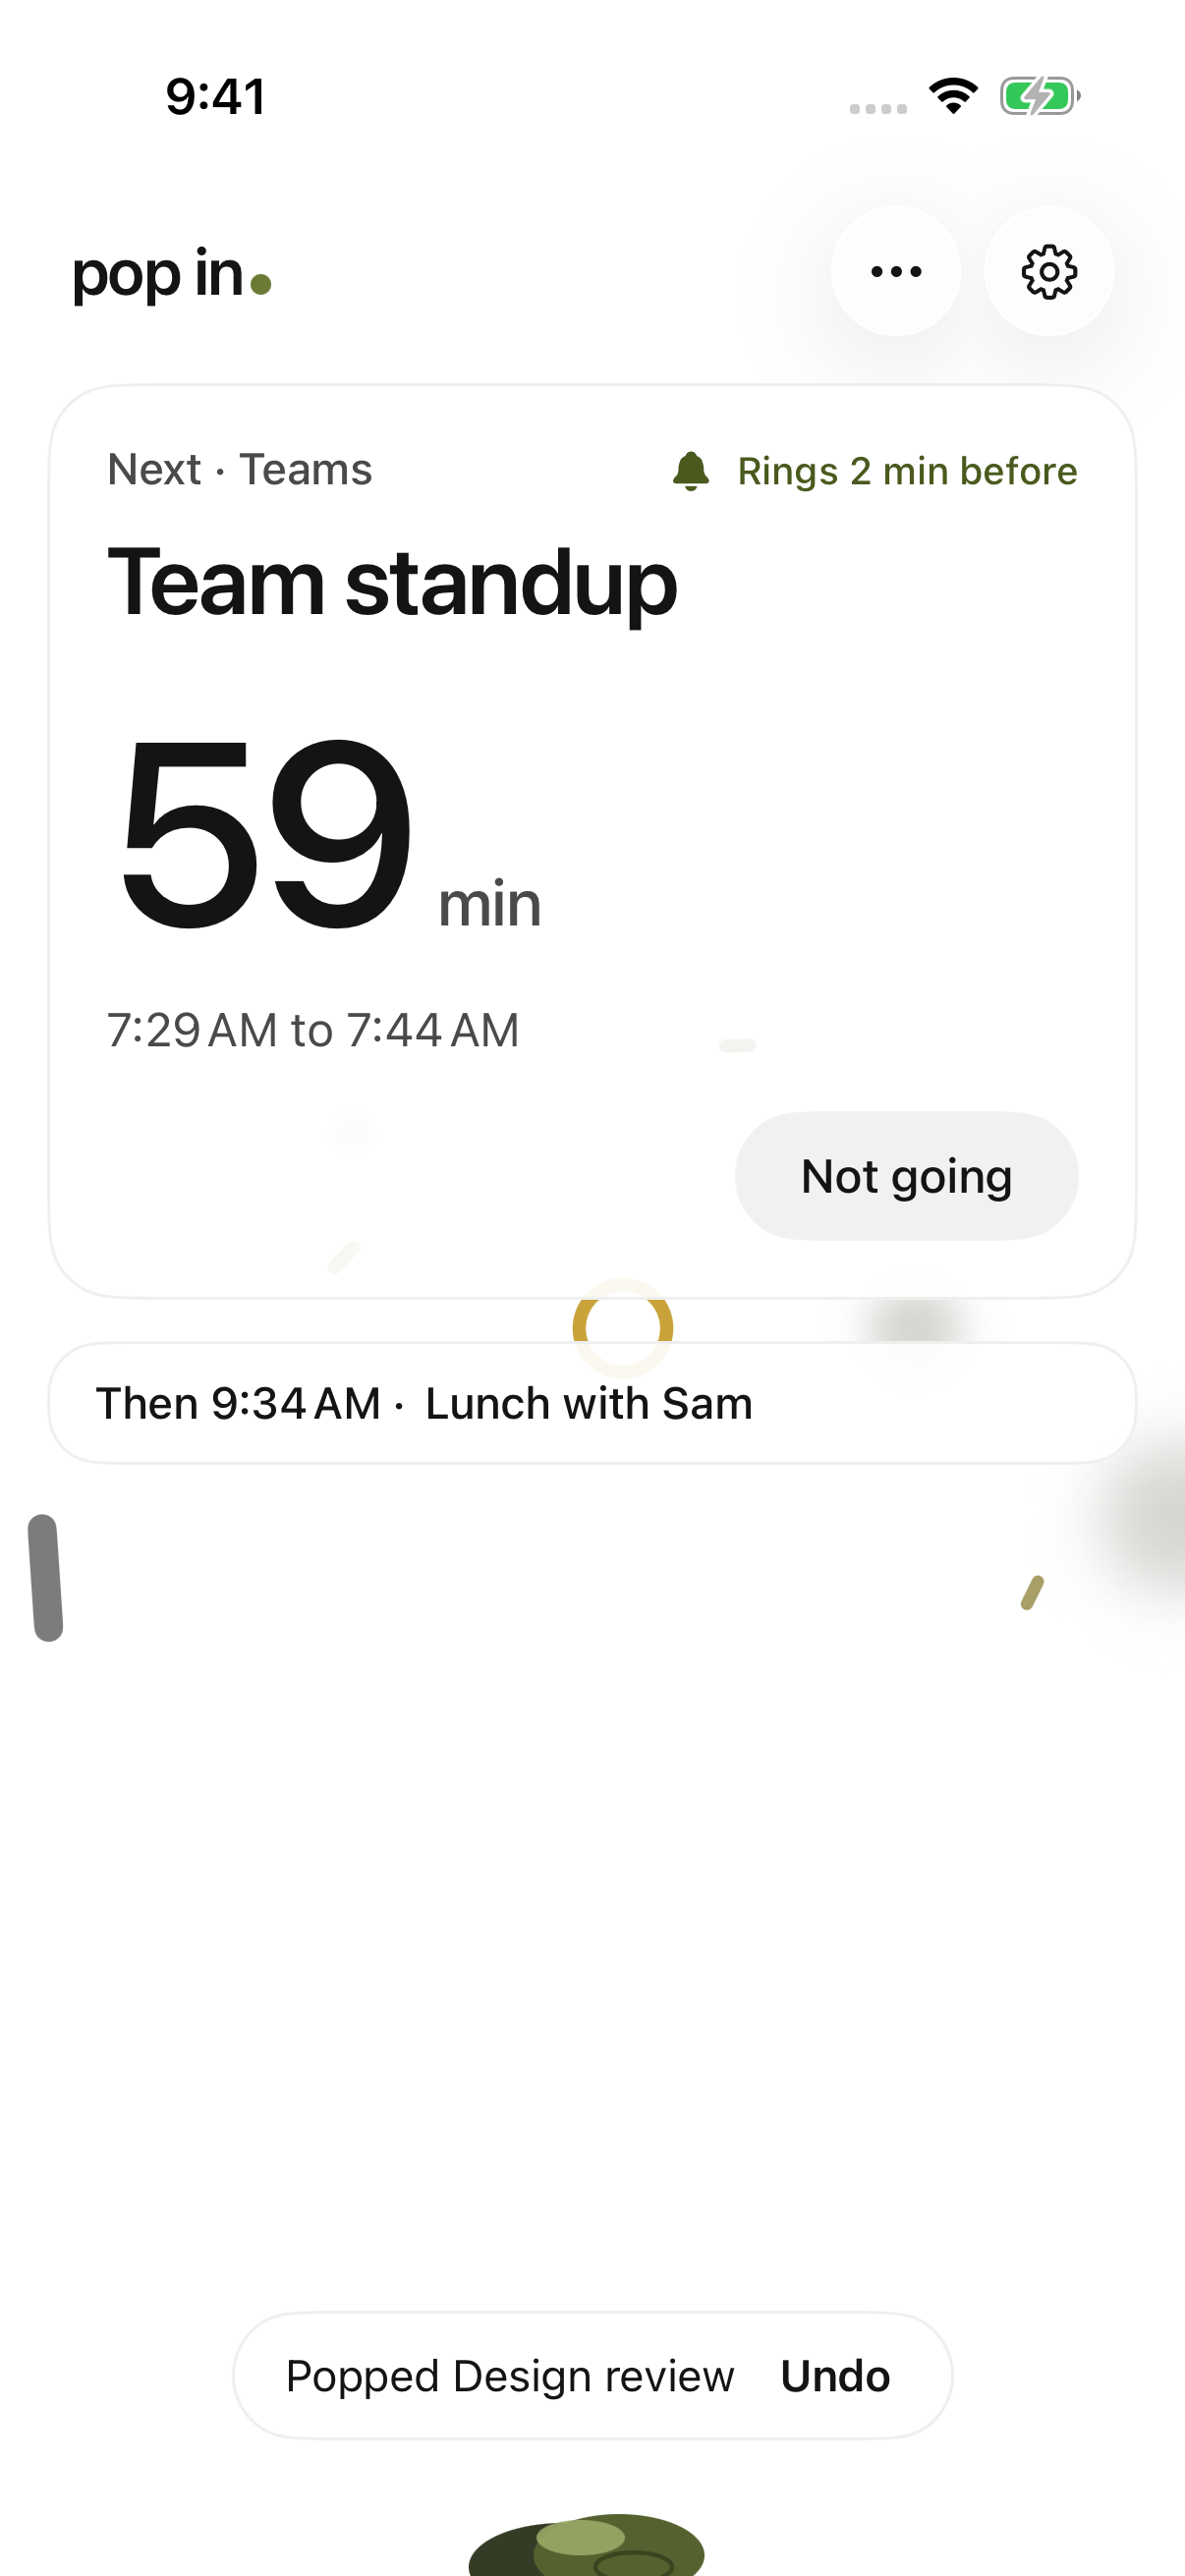 9:41
pop in
Next · Teams
Rings 2 min before
Team standup
59 min
7:29 AM to 7:44 AM
Not going
Then 9:34 AM · Lunch with Sam
Popped Design review Undo